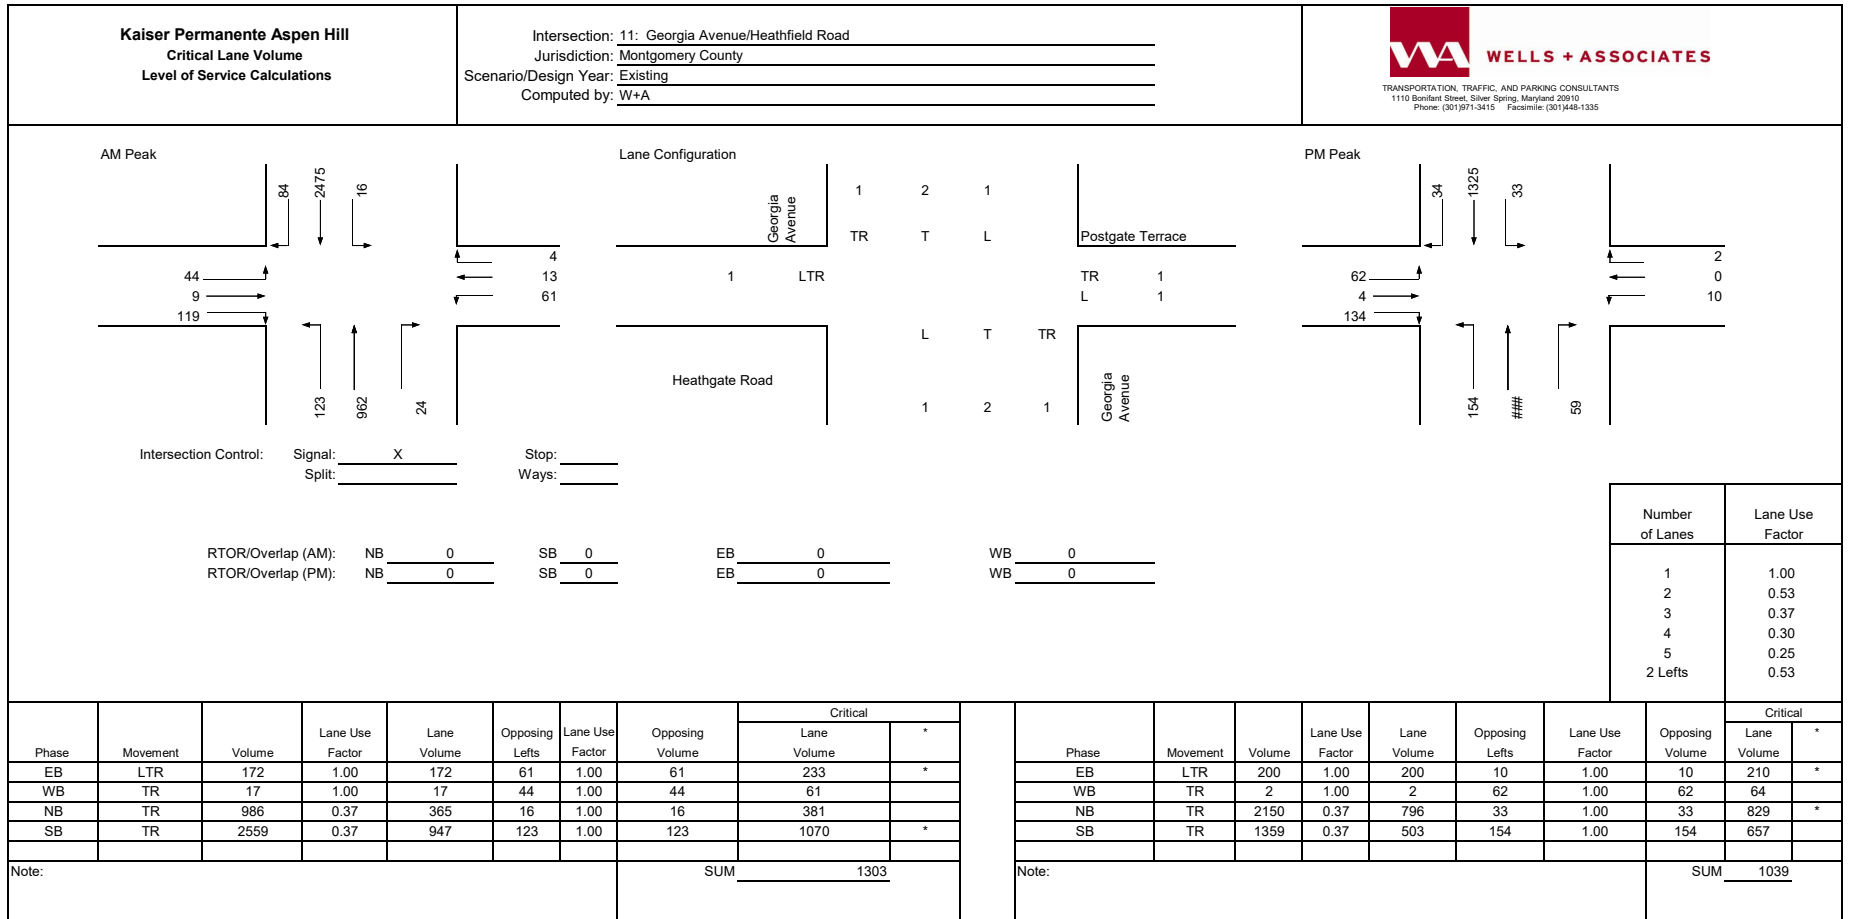 Kaiser Permanente Aspen Hill
Critical Lane Volume
Level of Service Calculations
Intersection: 11: Georgia Avenue/Heathfield Road
Jurisdiction: Montgomery County
Scenario/Design Year: Existing
Computed by: W+A
WA WELLS + ASSOCIATES
TRANSPORTATION, TRAFFIC, AND PARKING CONSULTANTS
1110 Bonifant Street, Silver Spring, Maryland 20910
Phone: (301)971-3415 Facsimile: (301)448-1335
AM Peak
84 2475 16
4
13
61
44
9
119
123 962 24
Lane Configuration
Georgia Avenue
1 2 1
TR T L
Postgate Terrace
1 LTR
TR 1
L 1
L T TR
Heathgate Road
1 2 1
Georgia Avenue
PM Peak
34 1325 33
2
0
10
62
4
134
154 ### 59
Intersection Control: Signal: X Stop:
Split: Ways:
RTOR/Overlap (AM): NB 0 SB 0 EB 0 WB 0
RTOR/Overlap (PM): NB 0 SB 0 EB 0 WB 0
Number of Lanes Lane Use Factor
1 1.00
2 0.53
3 0.37
4 0.30
5 0.25
2 Lefts 0.53
Critical
Phase Movement Volume Lane Use Factor Lane Volume Opposing Lefts Lane Use Factor Opposing Volume Lane Volume *
EB LTR 172 1.00 172 61 1.00 61 233 *
WB TR 17 1.00 17 44 1.00 44 61
NB TR 986 0.37 365 16 1.00 16 381
SB TR 2559 0.37 947 123 1.00 123 1070 *
Note: SUM 1303
Critical
Phase Movement Volume Lane Use Factor Lane Volume Opposing Lefts Lane Use Factor Opposing Volume Lane Volume *
EB LTR 200 1.00 200 10 1.00 10 210 *
WB TR 2 1.00 2 62 1.00 62 64
NB TR 2150 0.37 796 33 1.00 33 829 *
SB TR 1359 0.37 503 154 1.00 154 657
Note: SUM 1039